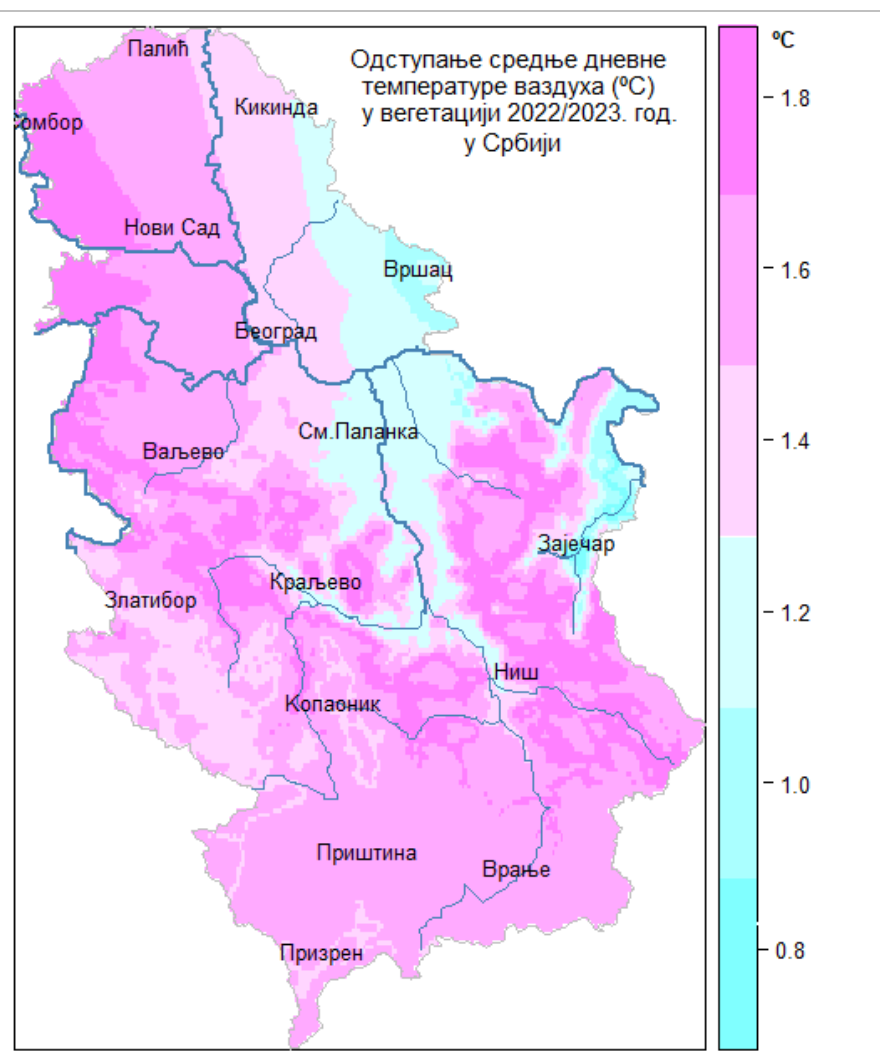 Одступање средње дневне
температуре ваздуха (ºC)
у вегетацији 2022/2023. год.
у Србији
ºC
1.8
1.6
1.4
1.2
1.0
0.8
Палић
Кикинда
Сомбор
Нови Сад
Вршац
Београд
См.Паланка
Ваљево
Зајечар
Краљево
Златибор
Ниш
Копаоник
Приштина
Врање
Призрен